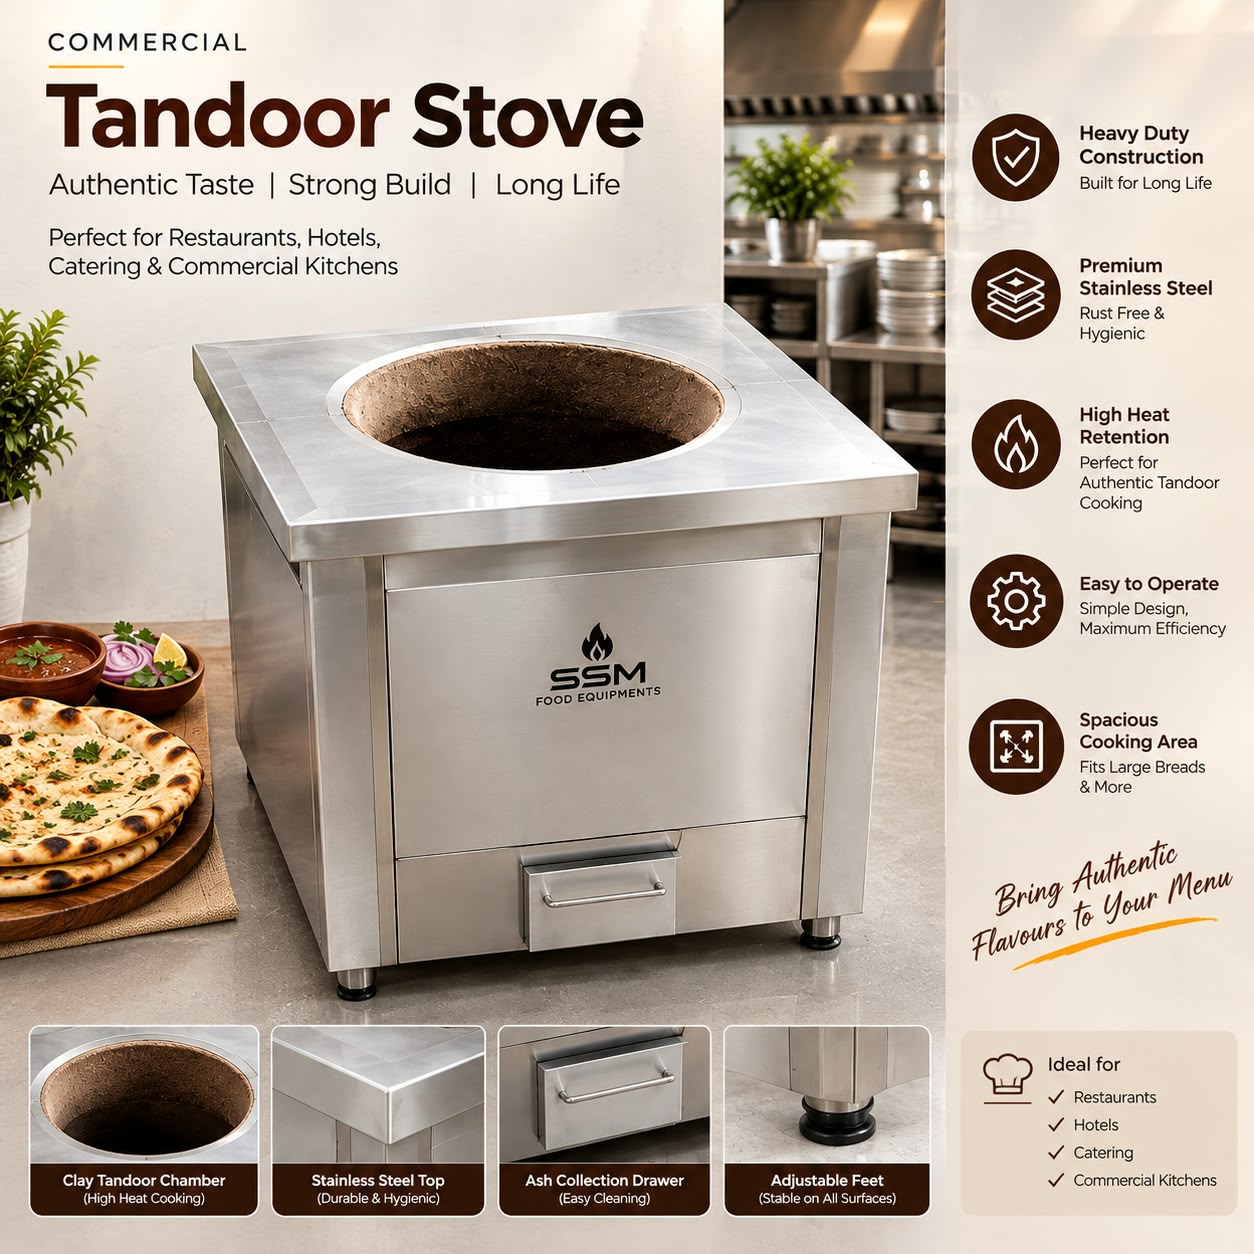 COMMERCIAL
Tandoor Stove
Authentic Taste | Strong Build | Long Life
Perfect for Restaurants, Hotels,
Catering & Commercial Kitchens
Heavy Duty
Construction
Built for Long Life
Premium
Stainless Steel
Rust Free &
Hygienic
High Heat
Retention
Perfect for
Authentic Tandoor
Cooking
Easy to Operate
Simple Design,
Maximum Efficiency
Spacious
Cooking Area
Fits Large Breads
& More
SSM
FOOD EQUIPMENTS
Bring Authentic
Flavours to Your Menu
Clay Tandoor Chamber
(High Heat Cooking)
Stainless Steel Top
(Durable & Hygienic)
Ash Collection Drawer
(Easy Cleaning)
Adjustable Feet
(Stable on All Surfaces)
Ideal for
✓ Restaurants
✓ Hotels
✓ Catering
✓ Commercial Kitchens